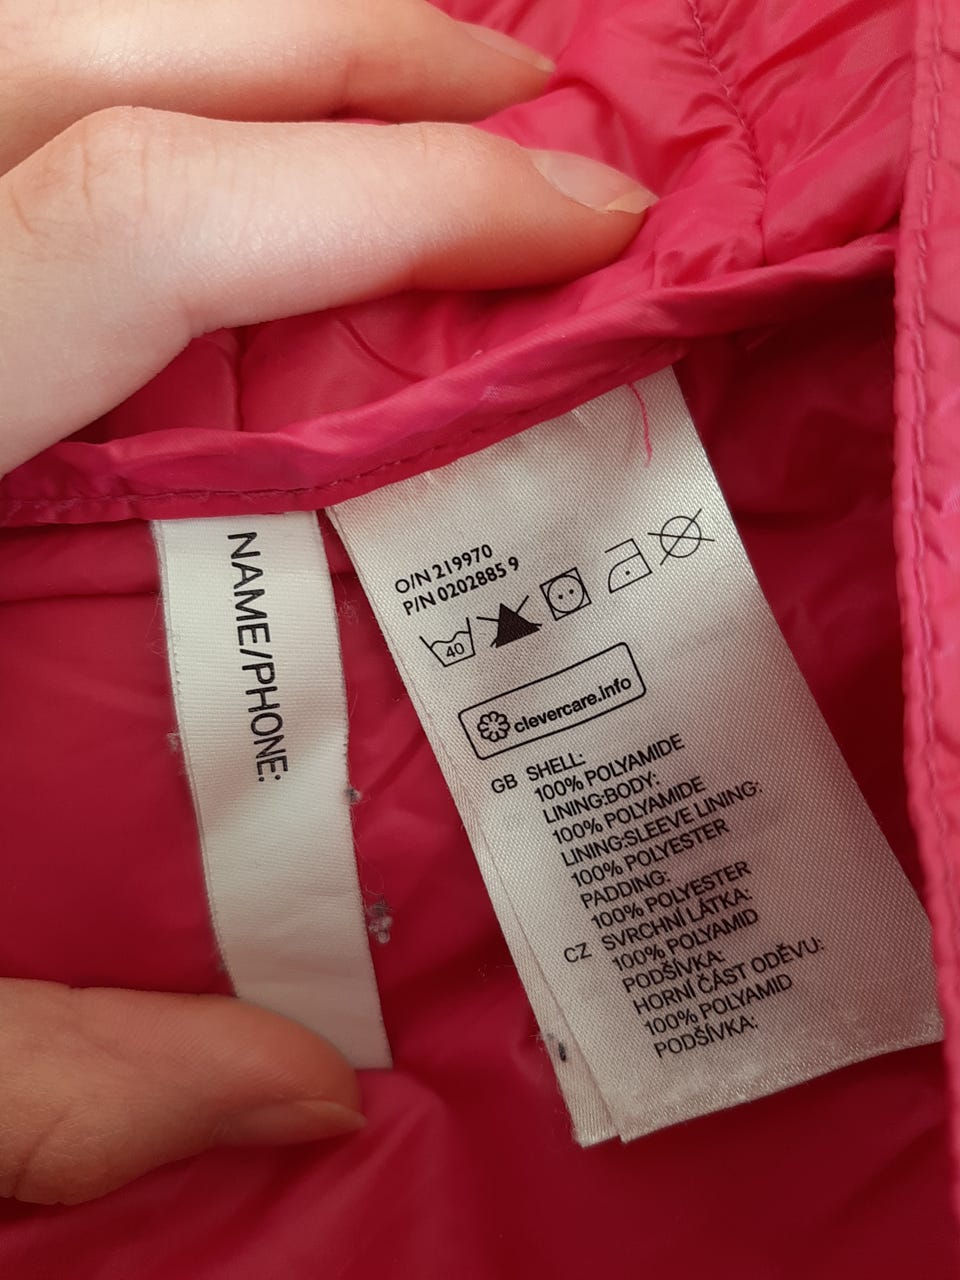 NAME/PHONE:
O/N 219970
P/N 0202885 9
40
clevercare.info
GB SHELL:
100% POLYAMIDE
LINING:BODY:
100% POLYAMIDE
LINING:SLEEVE LINING:
100% POLYESTER
PADDING:
100% POLYESTER
CZ SVRCHNÍ LÁTKA:
100% POLYAMID
PODŠÍVKA:
HORNÍ ČÁST ODĚVU:
100% POLYAMID
PODŠÍVKA: